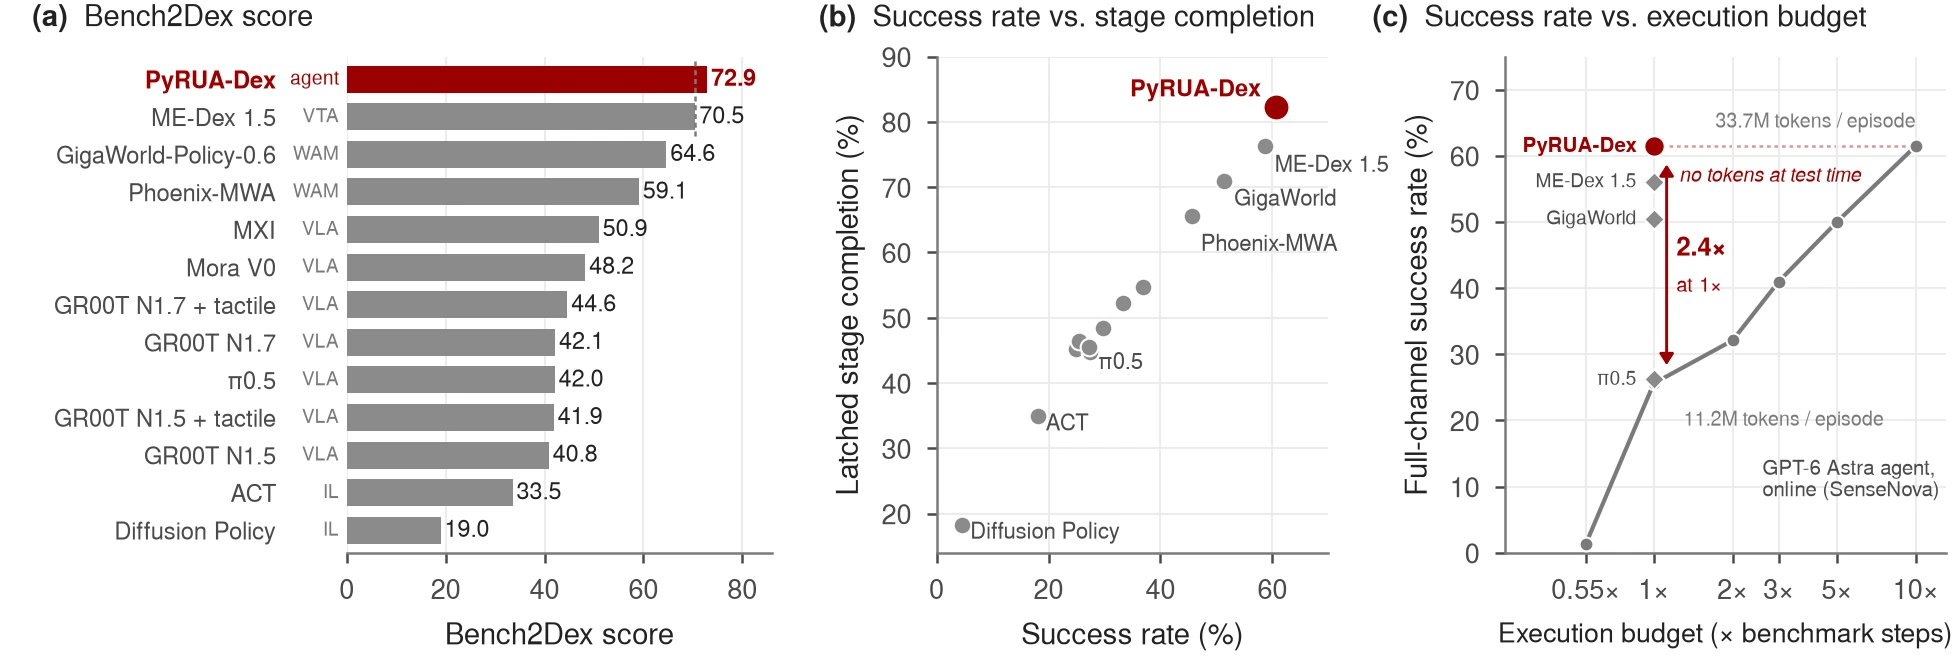 (a) Bench2Dex score
PyRUA-Dex agent 72.9
ME-Dex 1.5 VTA 70.5
GigaWorld-Policy-0.6 WAM 64.6
Phoenix-MWA WAM 59.1
MXI VLA 50.9
Mora V0 VLA 48.2
GR00T N1.7 + tactile VLA 44.6
GR00T N1.7 VLA 42.1
π0.5 VLA 42.0
GR00T N1.5 + tactile VLA 41.9
GR00T N1.5 VLA 40.8
ACT IL 33.5
Diffusion Policy IL 19.0
0 20 40 60 80
Bench2Dex score
(b) Success rate vs. stage completion
Latched stage completion (%)
90
80
70
60
50
40
30
20
PyRUA-Dex
ME-Dex 1.5
GigaWorld
Phoenix-MWA
π0.5
ACT
Diffusion Policy
0 20 40 60
Success rate (%)
(c) Success rate vs. execution budget
Full-channel success rate (%)
70
60
50
40
30
20
10
0
33.7M tokens / episode
PyRUA-Dex
no tokens at test time
ME-Dex 1.5
GigaWorld
2.4×
at 1×
π0.5
11.2M tokens / episode
GPT-6 Astra agent,
online (SenseNova)
0.55× 1× 2× 3× 5× 10×
Execution budget (× benchmark steps)